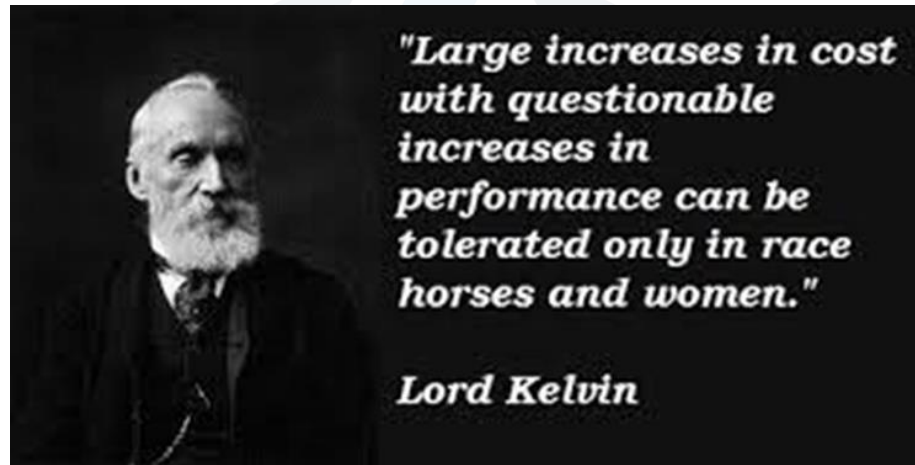 "Large increases in cost
with questionable
increases in
performance can be
tolerated only in race
horses and women."
Lord Kelvin